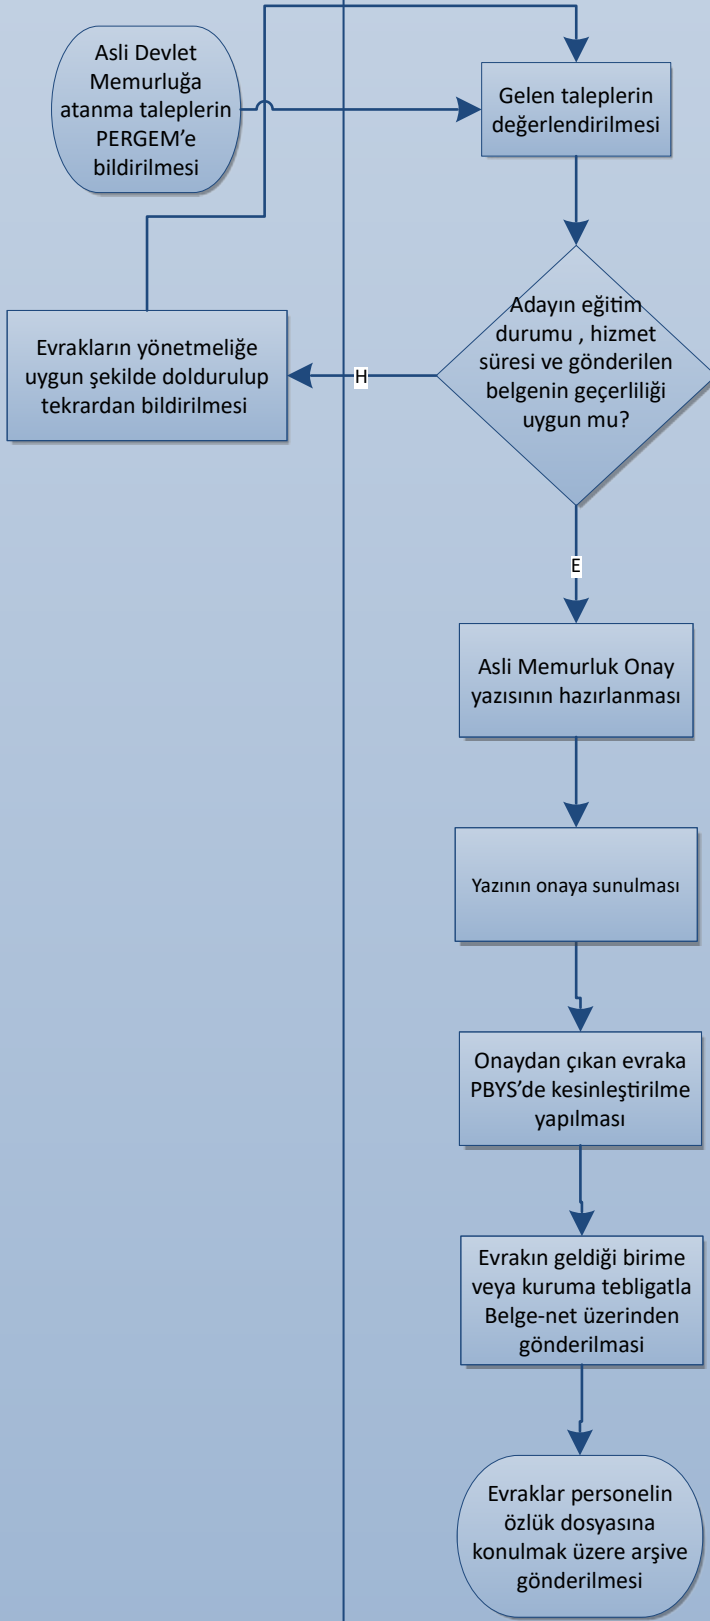 Asli Devlet
Memurluğa
atanma taleplerin
PERGEM’e
bildirilmesi
Gelen taleplerin
değerlendirilmesi
Adayın eğitim
durumu , hizmet
süresi ve gönderilen
belgenin geçerliliği
uygun mu?
H
Evrakların yönetmeliğe
uygun şekilde doldurulup
tekrardan bildirilmesi
E
Asli Memurluk Onay
yazısının hazırlanması
Yazının onaya sunulması
Onaydan çıkan evraka
PBYS’de kesinleştirilme
yapılması
Evrakın geldiği birime
veya kuruma tebligatla
Belge-net üzerinden
gönderilmasi
Evraklar personelin
özlük dosyasına
konulmak üzere arşive
gönderilmesi